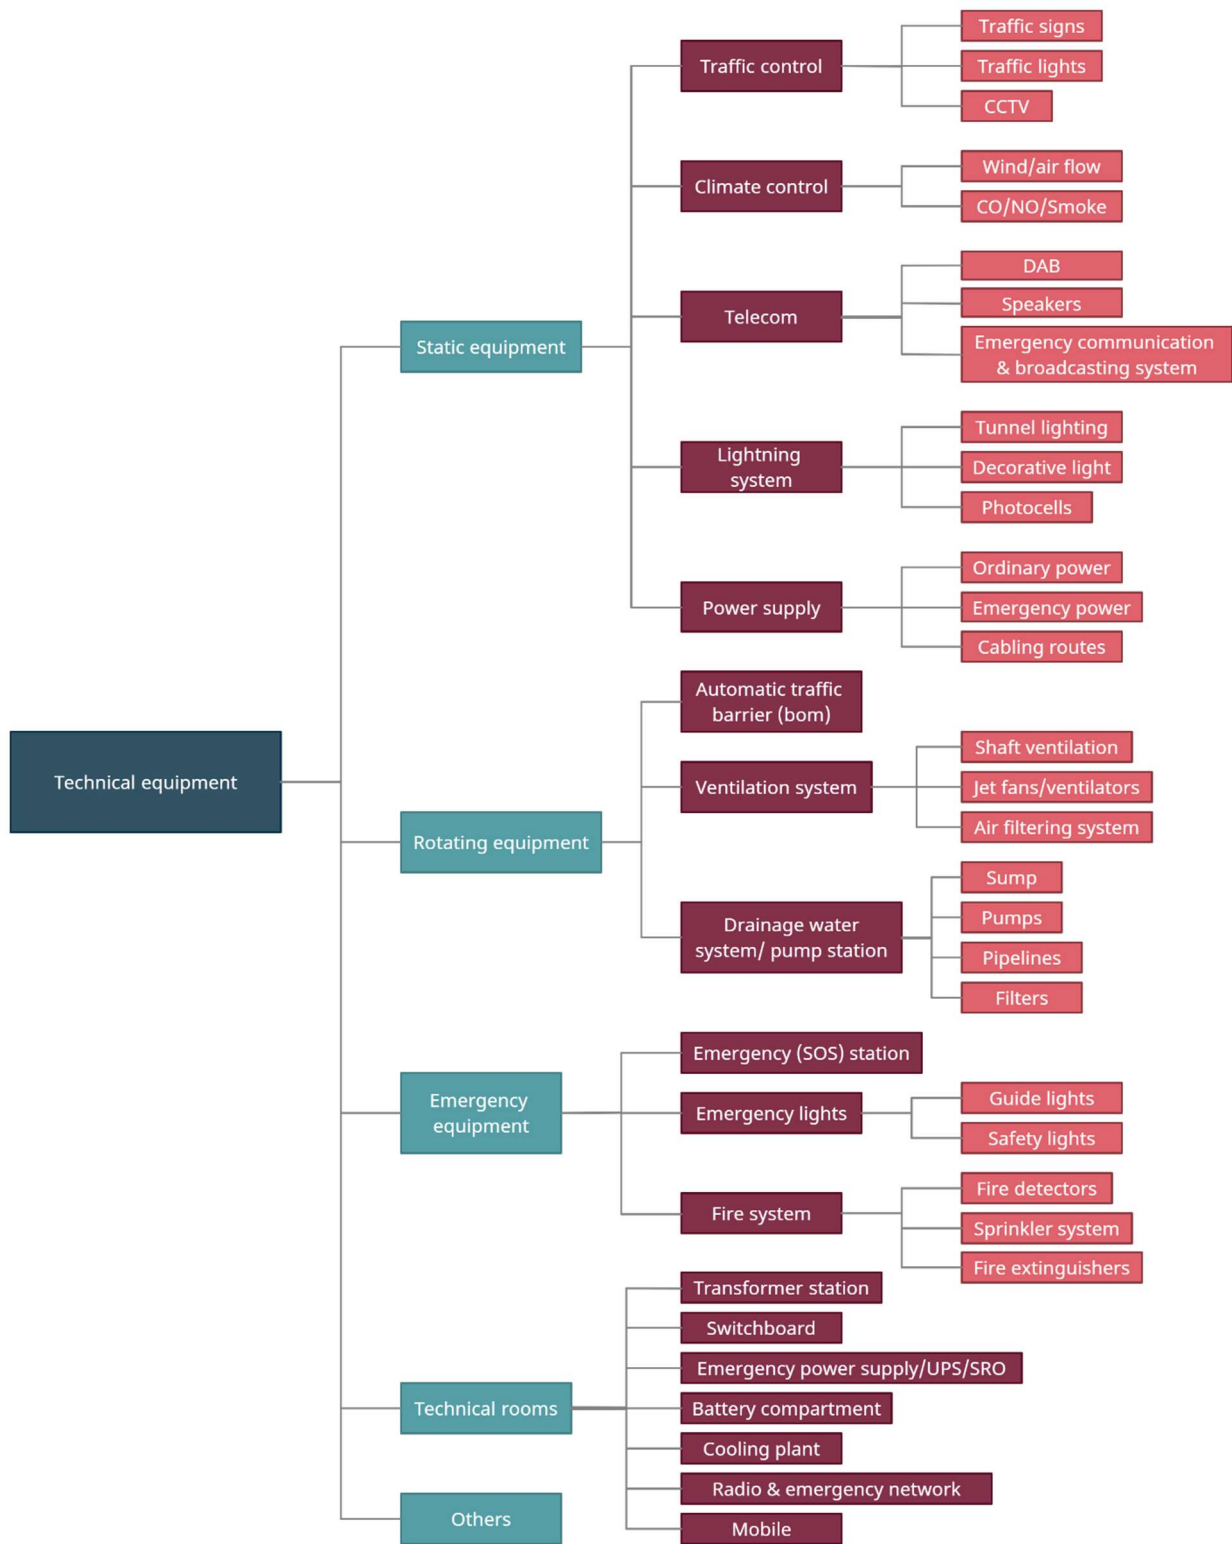 Technical equipment
Static equipment
Traffic control
Traffic signs
Traffic lights
CCTV
Climate control
Wind/air flow
CO/NO/Smoke
Telecom
DAB
Speakers
Emergency communication
& broadcasting system
Lightning
system
Tunnel lighting
Decorative light
Photocells
Power supply
Ordinary power
Emergency power
Cabling routes
Rotating equipment
Automatic traffic
barrier (bom)
Ventilation system
Shaft ventilation
Jet fans/ventilators
Air filtering system
Drainage water
system/ pump station
Sump
Pumps
Pipelines
Filters
Emergency
equipment
Emergency (SOS) station
Emergency lights
Guide lights
Safety lights
Fire system
Fire detectors
Sprinkler system
Fire extinguishers
Technical rooms
Transformer station
Switchboard
Emergency power supply/UPS/SRO
Battery compartment
Cooling plant
Radio & emergency network
Mobile
Others